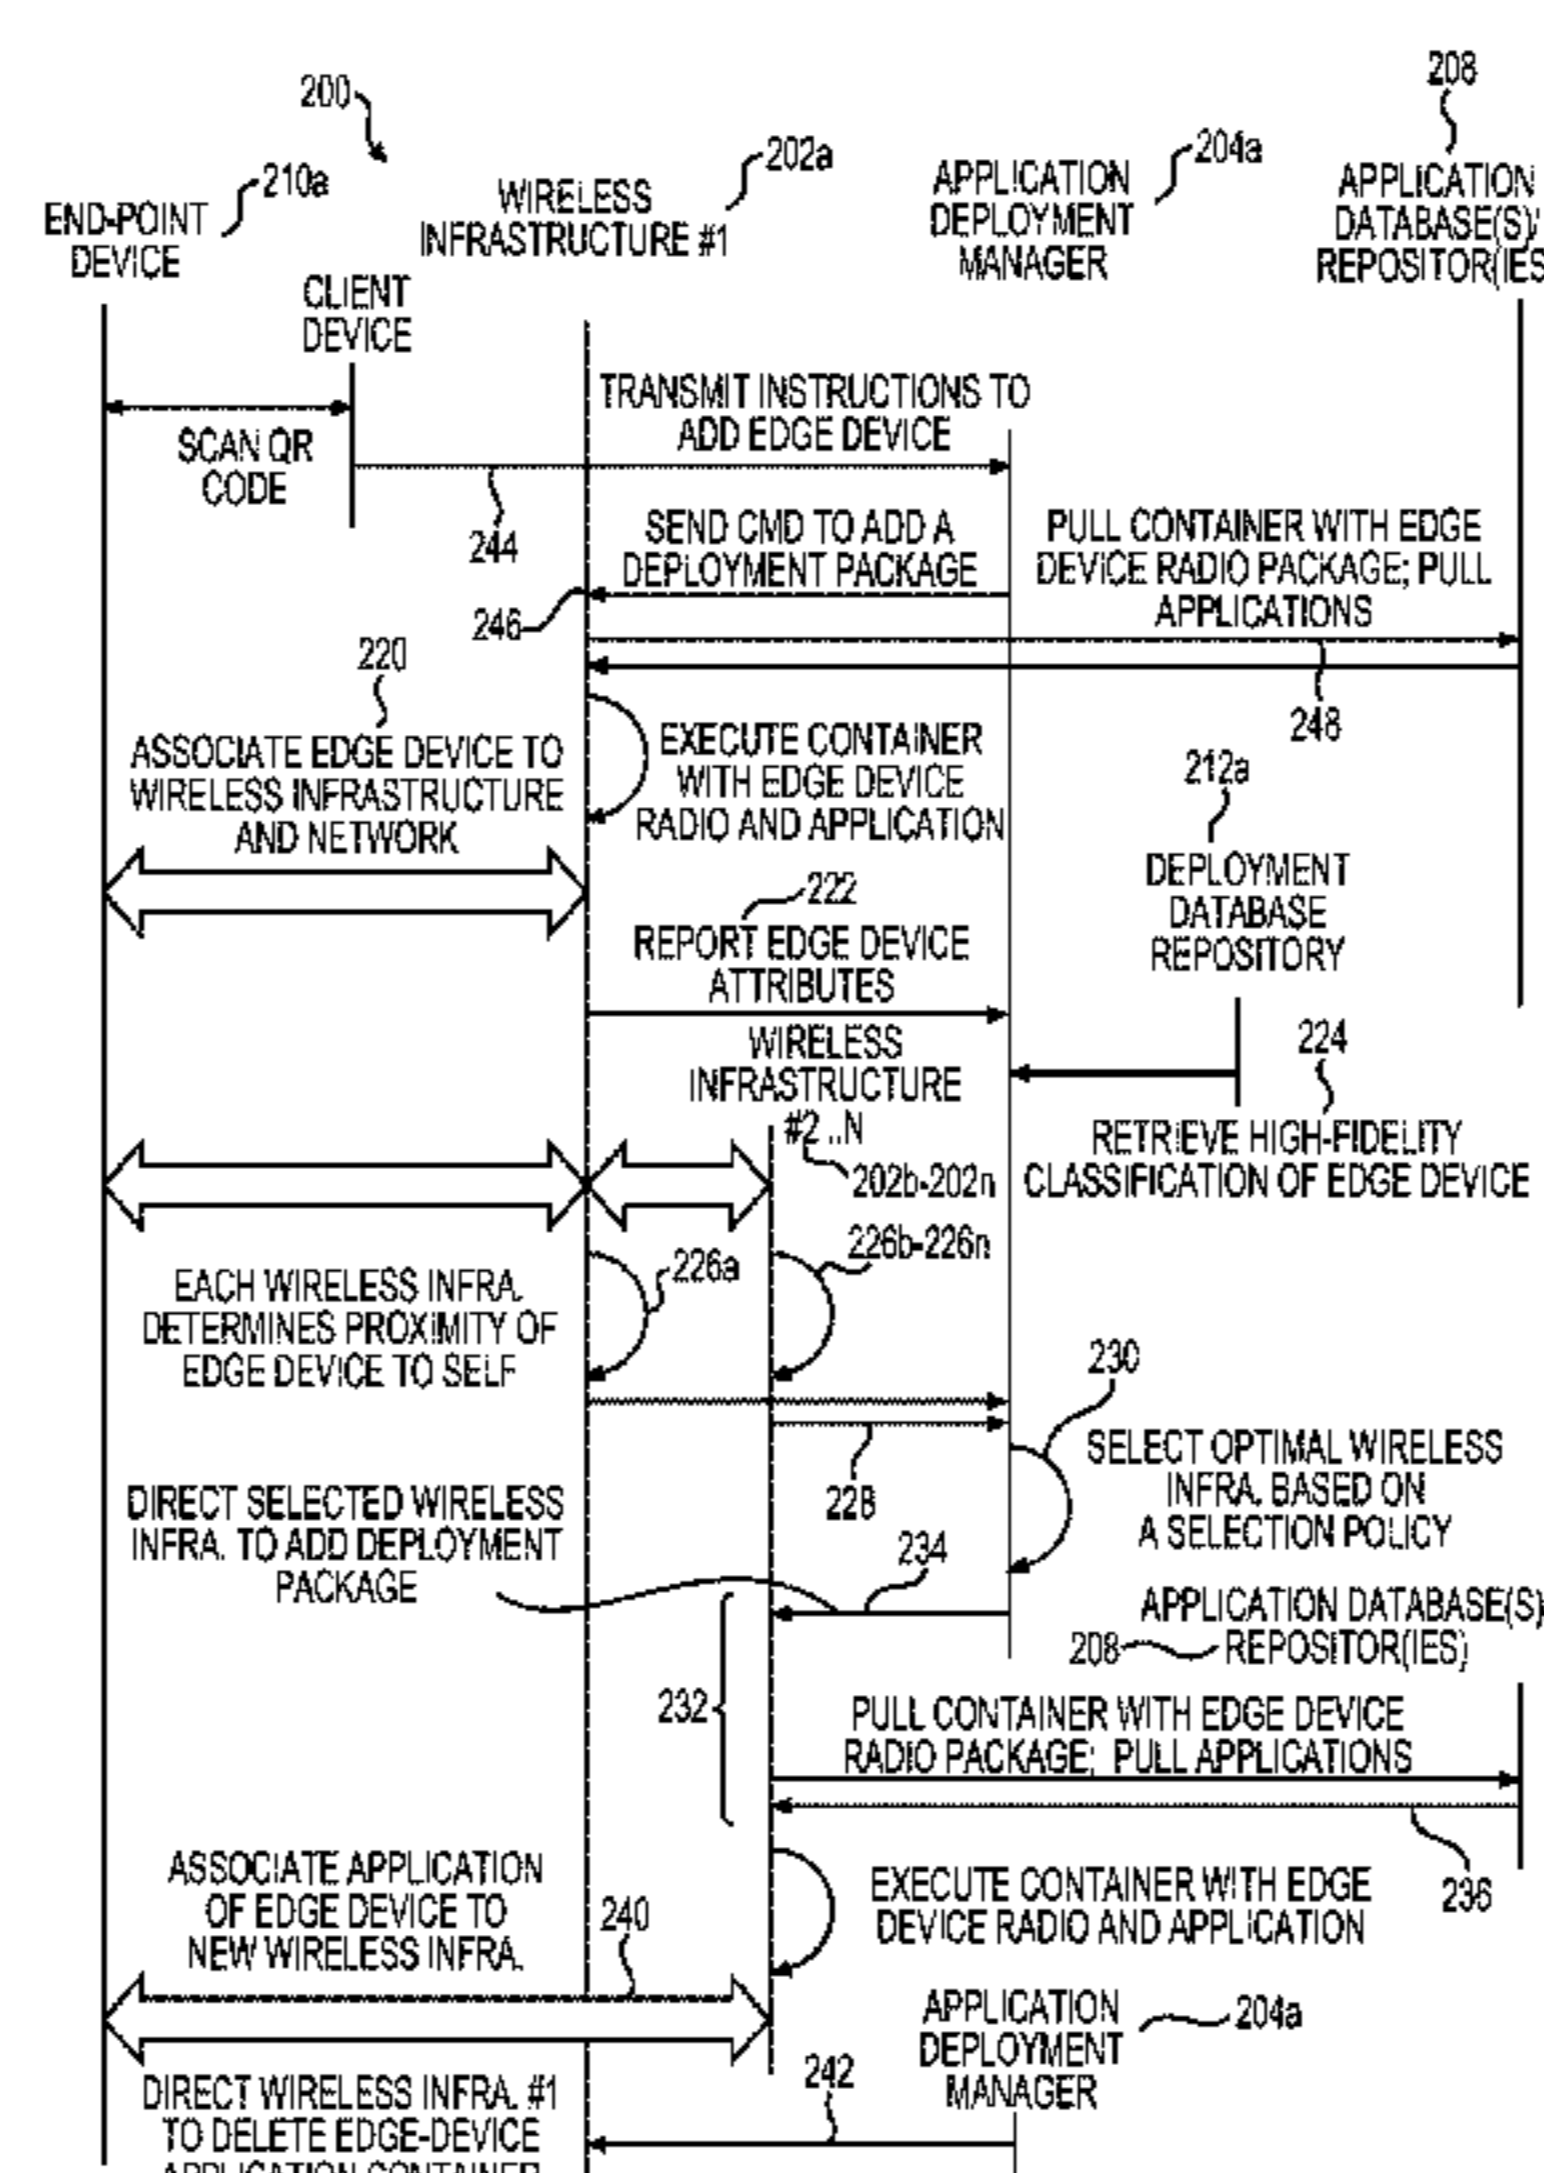 208
200
202a
204a
210a
END-POINT
DEVICE
WIRELESS
INFRASTRUCTURE #1
APPLICATION
DEPLOYMENT
MANAGER
APPLICATION
DATABASE(S)/
REPOSITOR(IES
CLIENT
DEVICE
TRANSMIT INSTRUCTIONS TO
ADD EDGE DEVICE
SCAN QR
CODE
244
SEND CMD TO ADD A
DEPLOYMENT PACKAGE
PULL CONTAINER WITH EDGE
DEVICE RADIO PACKAGE; PULL
APPLICATIONS
246
220
248
ASSOCIATE EDGE DEVICE TO
WIRELESS INFRASTRUCTURE
AND NETWORK
EXECUTE CONTAINER
WITH EDGE DEVICE
RADIO AND APPLICATION
212a
DEPLOYMENT
DATABASE
REPOSITORY
222
REPORT EDGE DEVICE
ATTRIBUTES
WIRELESS
INFRASTRUCTURE
#2 ..N
202b-202n
224
RETRIEVE HIGH-FIDELITY
CLASSIFICATION OF EDGE DEVICE
226a
226b-226n
EACH WIRELESS INFRA.
DETERMINES PROXIMITY OF
EDGE DEVICE TO SELF
230
228
SELECT OPTIMAL WIRELESS
INFRA. BASED ON
A SELECTION POLICY
DIRECT SELECTED WIRELESS
INFRA. TO ADD DEPLOYMENT
PACKAGE
234
APPLICATION DATABASE(S)
208 REPOSITOR(IES)
232
PULL CONTAINER WITH EDGE DEVICE
RADIO PACKAGE; PULL APPLICATIONS
236
ASSOCIATE APPLICATION
OF EDGE DEVICE TO
NEW WIRELESS INFRA.
240
EXECUTE CONTAINER WITH EDGE
DEVICE RADIO AND APPLICATION
APPLICATION
DEPLOYMENT
MANAGER
204a
242
DIRECT WIRELESS INFRA. #1
TO DELETE EDGE-DEVICE
APPLICATION CONTAINER